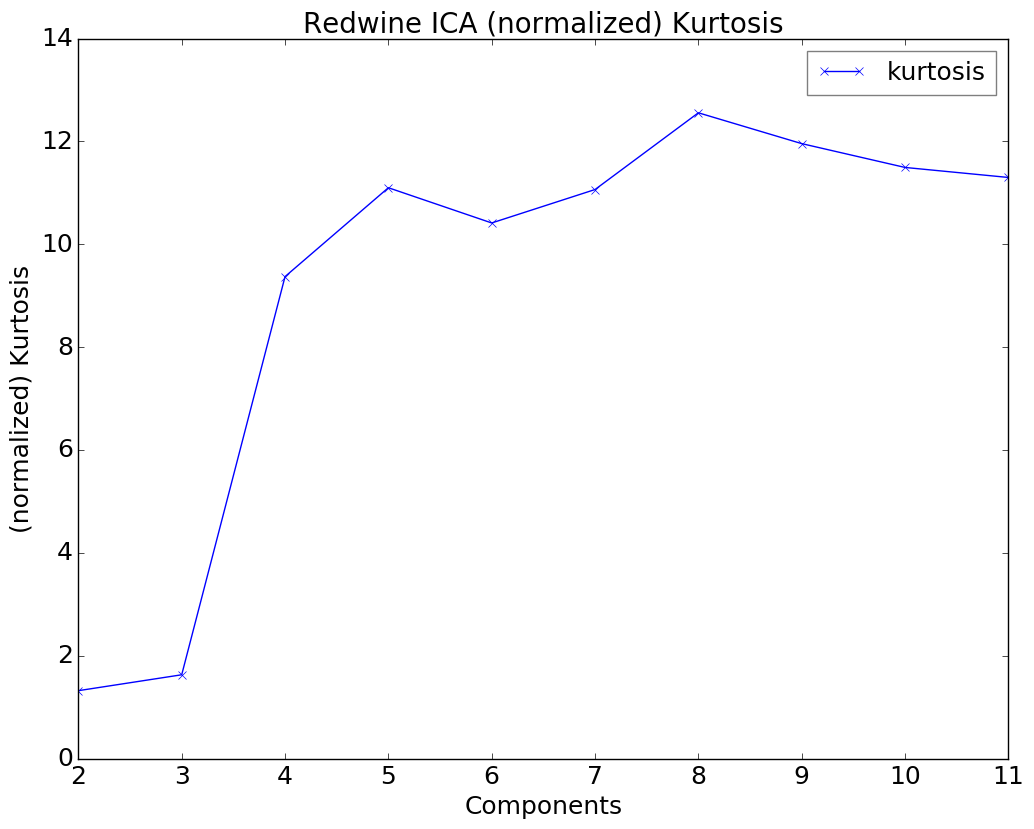 Redwine ICA (normalized) Kurtosis
kurtosis
(normalized) Kurtosis
14
12
10
8
6
4
2
0
2 3 4 5 6 7 8 9 10 11
Components